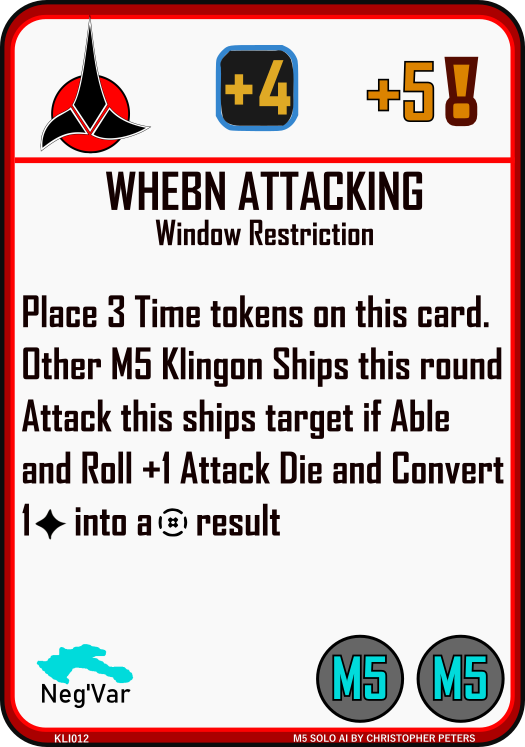 +4
+5!
WHEBN ATTACKING
Window Restriction
Place 3 Time tokens on this card.
Other M5 Klingon Ships this round
Attack this ships target if Able
and Roll +1 Attack Die and Convert
1 into a result
Neg'Var
M5 M5
KLI012 M5 SOLO AI BY CHRISTOPHER PETERS